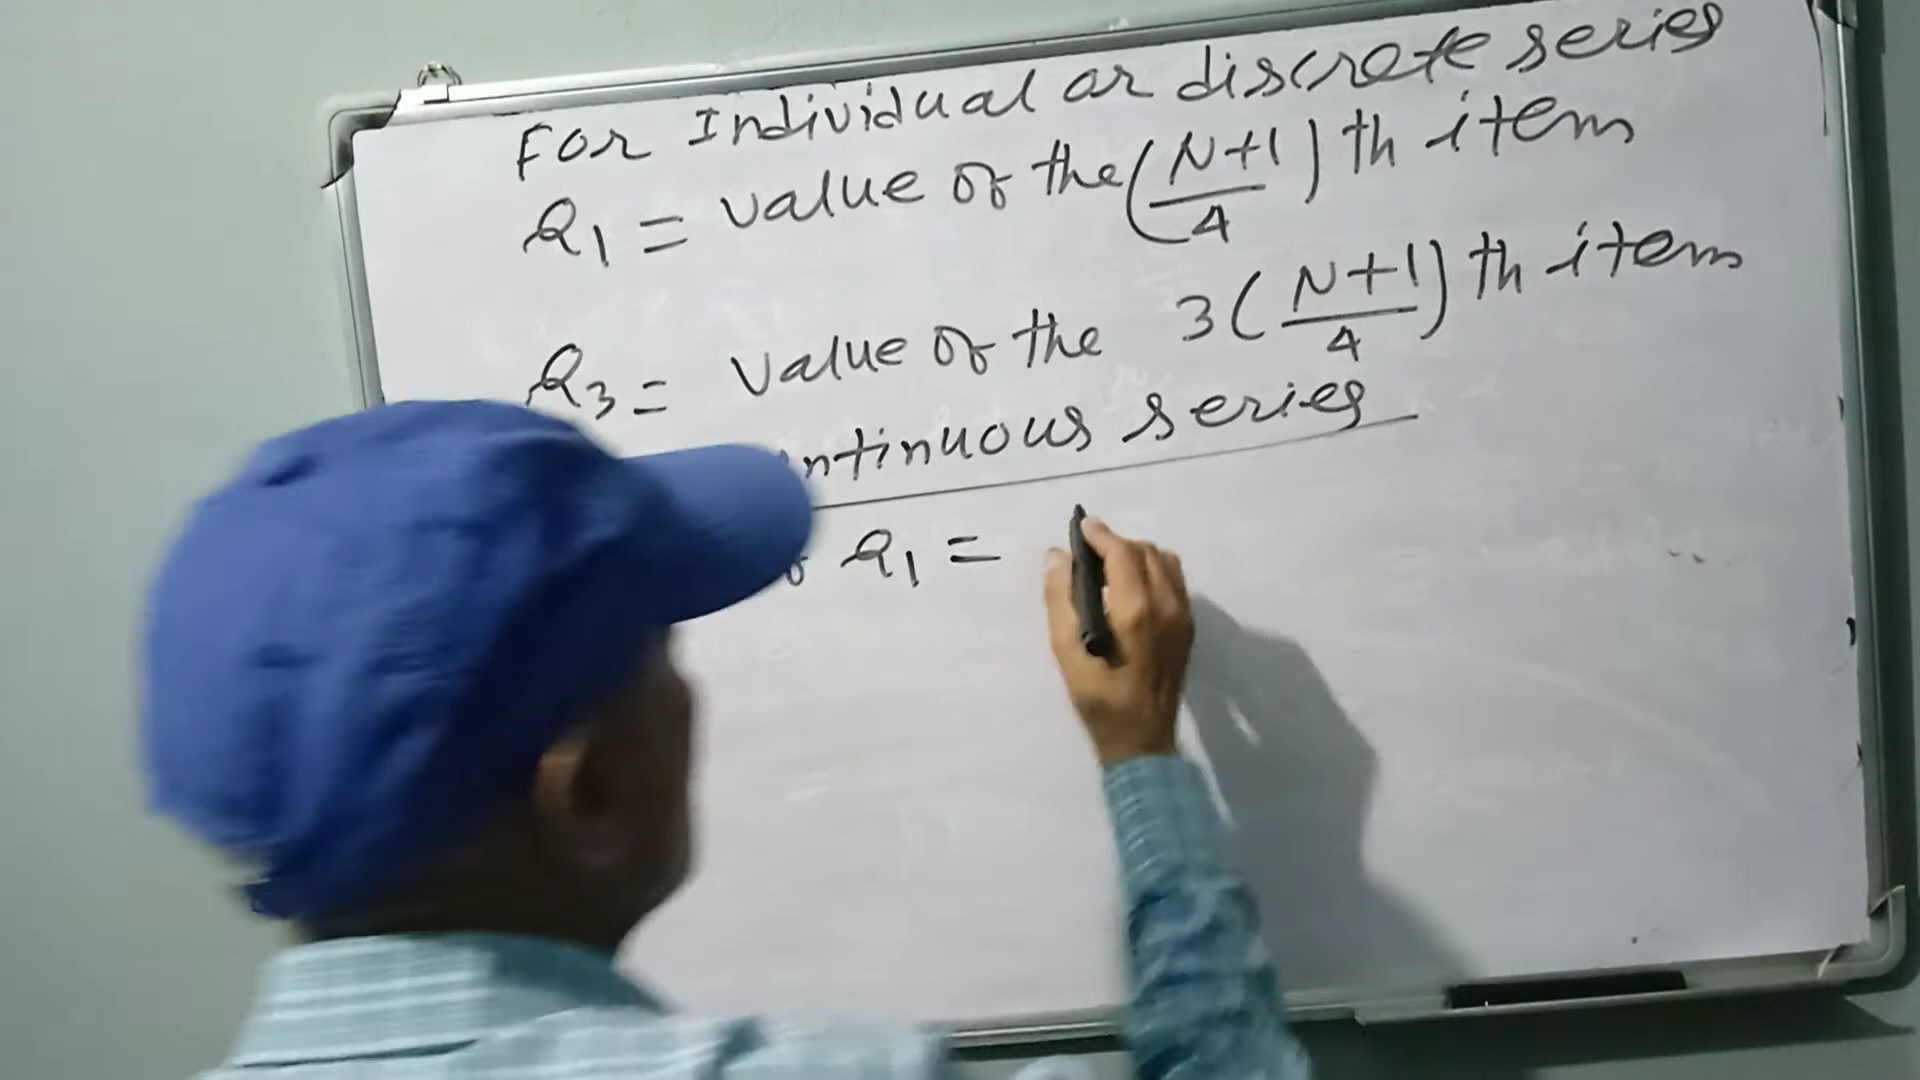 For Individual or discrete series
Q1 = value of the (N+1/4) th item
Q3 = value of the 3(N+1/4) th item
ntinuous series
Q1 =